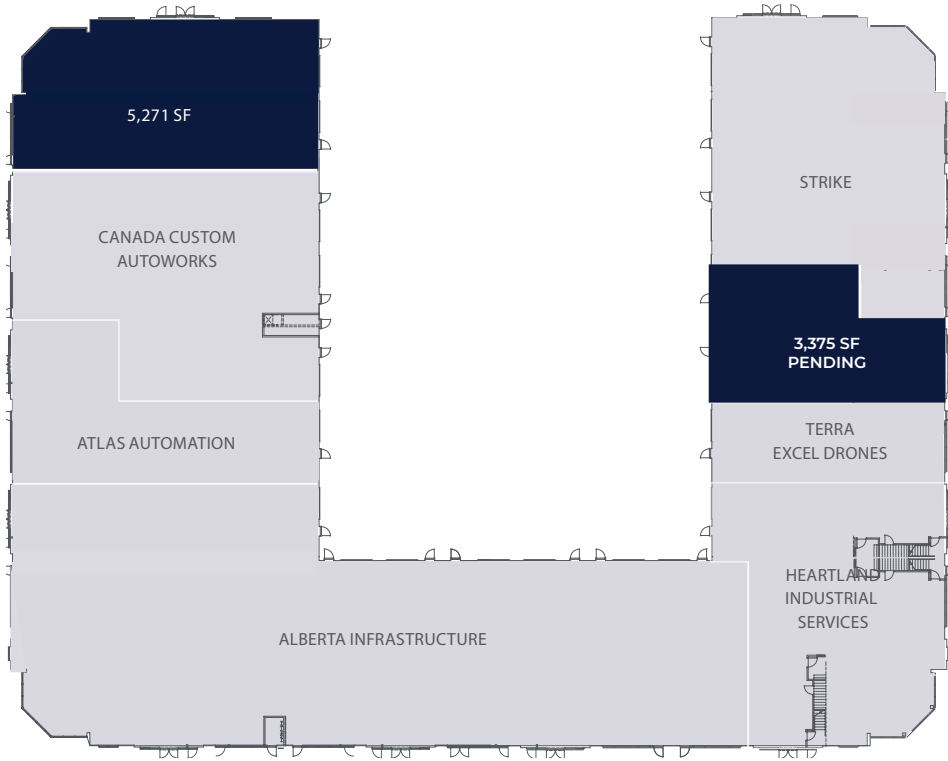 5,271 SF
CANADA CUSTOM
AUTOWORKS
ATLAS AUTOMATION
ALBERTA INFRASTRUCTURE
STRIKE
3,375 SF
PENDING
TERRA
EXCEL DRONES
HEARTLAND
INDUSTRIAL
SERVICES